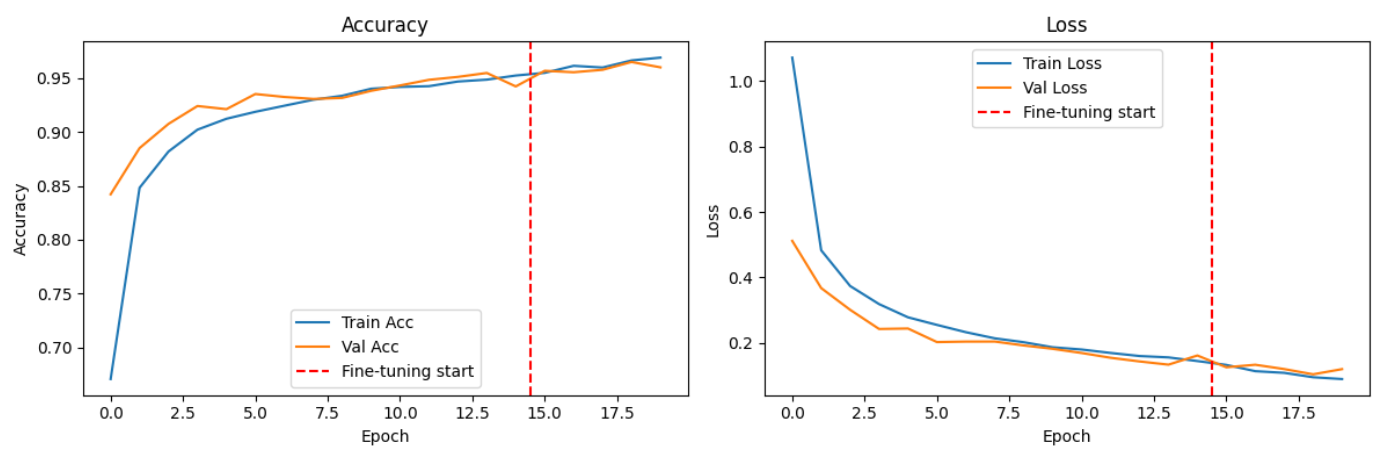 Accuracy
0.95
0.90
0.85
0.80
0.75
0.70
Accuracy
Train Acc
Val Acc
Fine-tuning start
0.0 2.5 5.0 7.5 10.0 12.5 15.0 17.5
Epoch
Loss
1.0
0.8
0.6
0.4
0.2
Loss
Train Loss
Val Loss
Fine-tuning start
0.0 2.5 5.0 7.5 10.0 12.5 15.0 17.5
Epoch